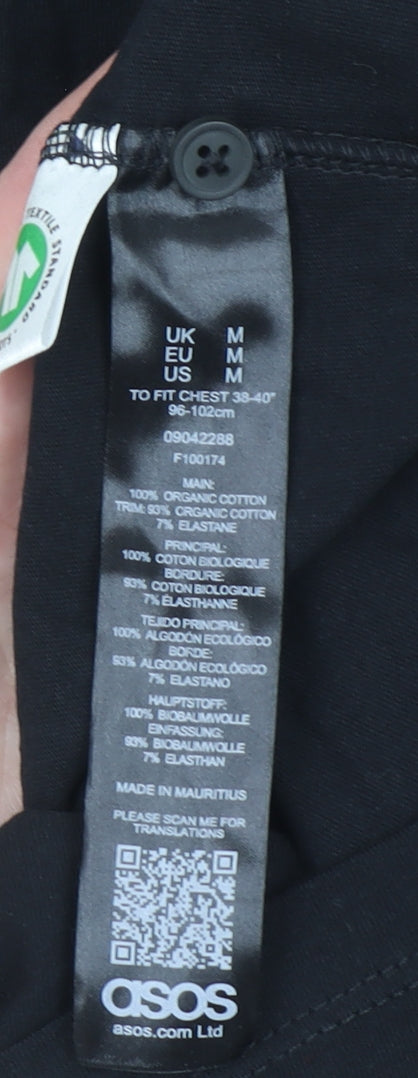 TEXTILE STANDARD
UK M
EU M
US M
TO FIT CHEST 38-40"
96-102cm
09042288
F100174
MAIN:
100% ORGANIC COTTON
TRIM: 93% ORGANIC COTTON
7% ELASTANE
PRINCIPAL:
100% COTON BIOLOGIQUE
BORDURE:
93% COTON BIOLOGIQUE
7% ÉLASTHANNE
TEJIDO PRINCIPAL:
100% ALGODÓN ECOLÓGICO
BORDE:
93% ALGODÓN ECOLÓGICO
7% ELASTANO
HAUPTSTOFF:
100% BIOBAUMWOLLE
EINFASSUNG:
93% BIOBAUMWOLLE
7% ELASTHAN
MADE IN MAURITIUS
PLEASE SCAN ME FOR
TRANSLATIONS
asos
asos.com Ltd